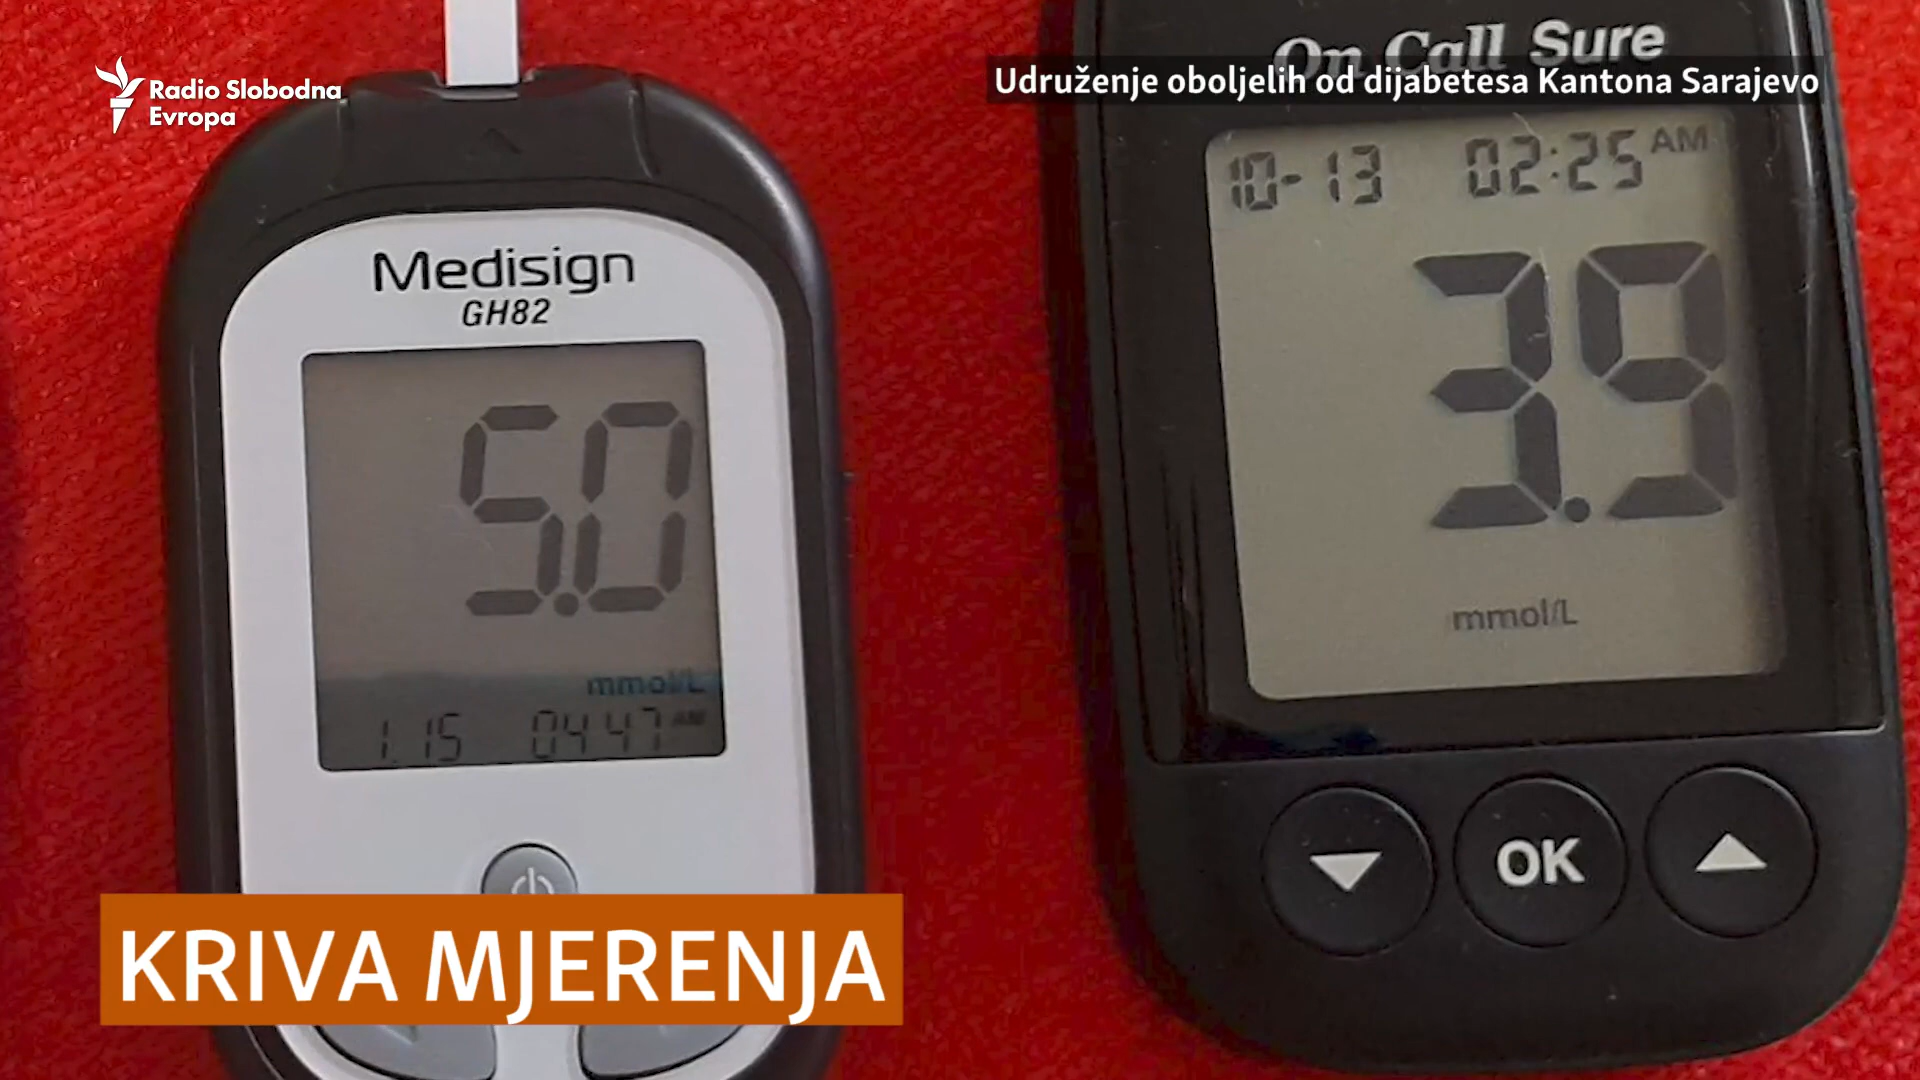 Radio Slobodna
Evropa
On Call Sure
Udruženje oboljelih od dijabetesa Kantona Sarajevo
10-13 02:25 AM
3.9
mmol/L
OK
Medisign
GH82
5.0
mmol/L
1.15 04 47 AM
KRIVA MJERENJA